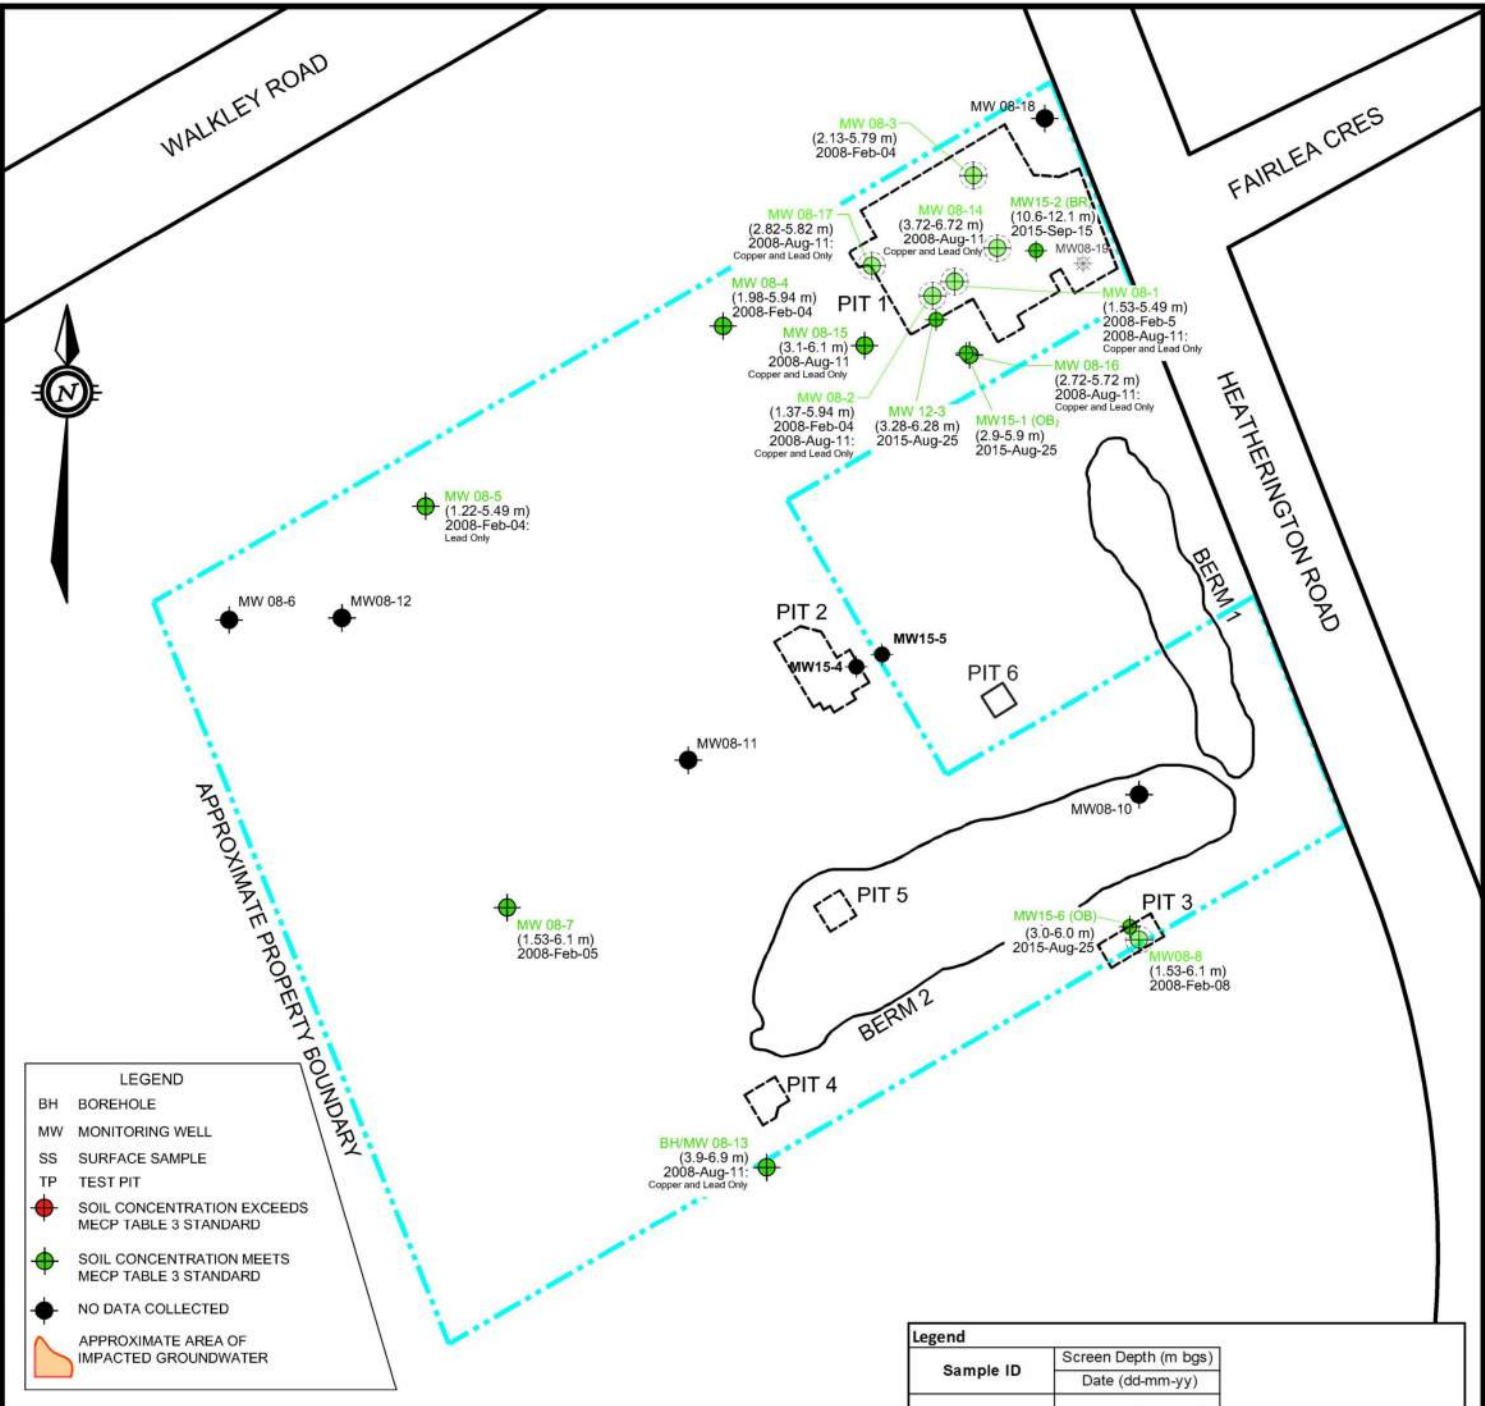 WALKLEY ROAD
FAIRLEA CRES
HEATHERINGTON ROAD
MW 08-18
MW 08-3
(2.13-5.79 m)
2008-Feb-04
MW 08-17
(2.82-5.82 m)
2008-Aug-11:
Copper and Lead Only
MW 08-14
(3.72-6.72 m)
2008-Aug-11
Copper and Lead Only
MW15-2 (BR)
(10.6-12.1 m)
2015-Sep-15
MW08-19
MW 08-4
(1.98-5.94 m)
2008-Feb-04
PIT 1
MW 08-1
(1.53-5.49 m)
2008-Feb-5
2008-Aug-11:
Copper and Lead Only
MW 08-15
(3.1-6.1 m)
2008-Aug-11
Copper and Lead Only
MW 08-16
(2.72-5.72 m)
2008-Aug-11:
Copper and Lead Only
MW 08-2
(1.37-5.94 m)
2008-Feb-04
2008-Aug-11:
Copper and Lead Only
MW 12-3
(3.28-6.28 m)
2015-Aug-25
MW15-1 (OB)
(2.9-5.9 m)
2015-Aug-25
N
MW 08-5
(1.22-5.49 m)
2008-Feb-04:
Lead Only
BERM 1
MW 08-6
MW08-12
PIT 2
MW15-5
MW15-4
PIT 6
MW08-11
MW08-10
APPROXIMATE PROPERTY BOUNDARY
PIT 5
PIT 3
MW15-6 (OB)
(3.0-6.0 m)
2015-Aug-25
MW08-8
(1.53-6.1 m)
2008-Feb-08
MW 08-7
(1.53-6.1 m)
2008-Feb-05
BERM 2
PIT 4
BH/MW 08-13
(3.9-6.9 m)
2008-Aug-11:
Copper and Lead Only
LEGEND
BH BOREHOLE
MW MONITORING WELL
SS SURFACE SAMPLE
TP TEST PIT
SOIL CONCENTRATION EXCEEDS
MECP TABLE 3 STANDARD
SOIL CONCENTRATION MEETS
MECP TABLE 3 STANDARD
NO DATA COLLECTED
APPROXIMATE AREA OF
IMPACTED GROUNDWATER
Legend
Sample ID
Screen Depth (m bgs)
Date (dd-mm-yy)